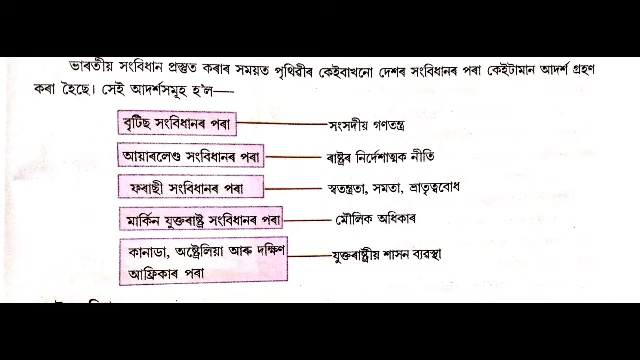 ভাৰতীয় সংবিধান প্ৰস্তুত কৰাৰ সময়ত পৃথিৱীৰ কেইবাখনো দেশৰ সংবিধানৰ পৰা কেইটামান আদৰ্শ গ্ৰহণ
কৰা হৈছে। সেই আদৰ্শসমূহ হ'ল—
বৃটিছ সংবিধানৰ পৰা — সংসদীয় গণতন্ত্ৰ
আয়াৰলেণ্ড সংবিধানৰ পৰা — ৰাষ্ট্ৰৰ নিৰ্দেশাত্মক নীতি
ফৰাছী সংবিধানৰ পৰা — স্বতন্ত্ৰতা, সমতা, ভ্ৰাতৃত্ববোধ
মাৰ্কিন যুক্তৰাষ্ট্ৰ সংবিধানৰ পৰা — মৌলিক অধিকাৰ
কানাডা, অষ্ট্ৰেলিয়া আৰু দক্ষিণ
আফ্ৰিকাৰ পৰা — যুক্তৰাষ্ট্ৰীয় শাসন ব্যৱস্থা